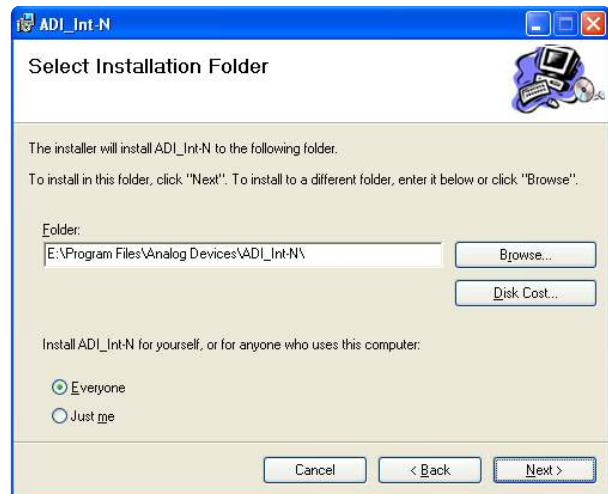 ADI_Int-N
Select Installation Folder
The installer will install ADI_Int-N to the following folder.
To install in this folder, click "Next". To install to a different folder, enter it below or click "Browse".
Folder:
E:\Program Files\Analog Devices\ADI_Int-N\
Browse...
Disk Cost...
Install ADI_Int-N for yourself, or for anyone who uses this computer:
Everyone
Just me
Cancel
< Back
Next >